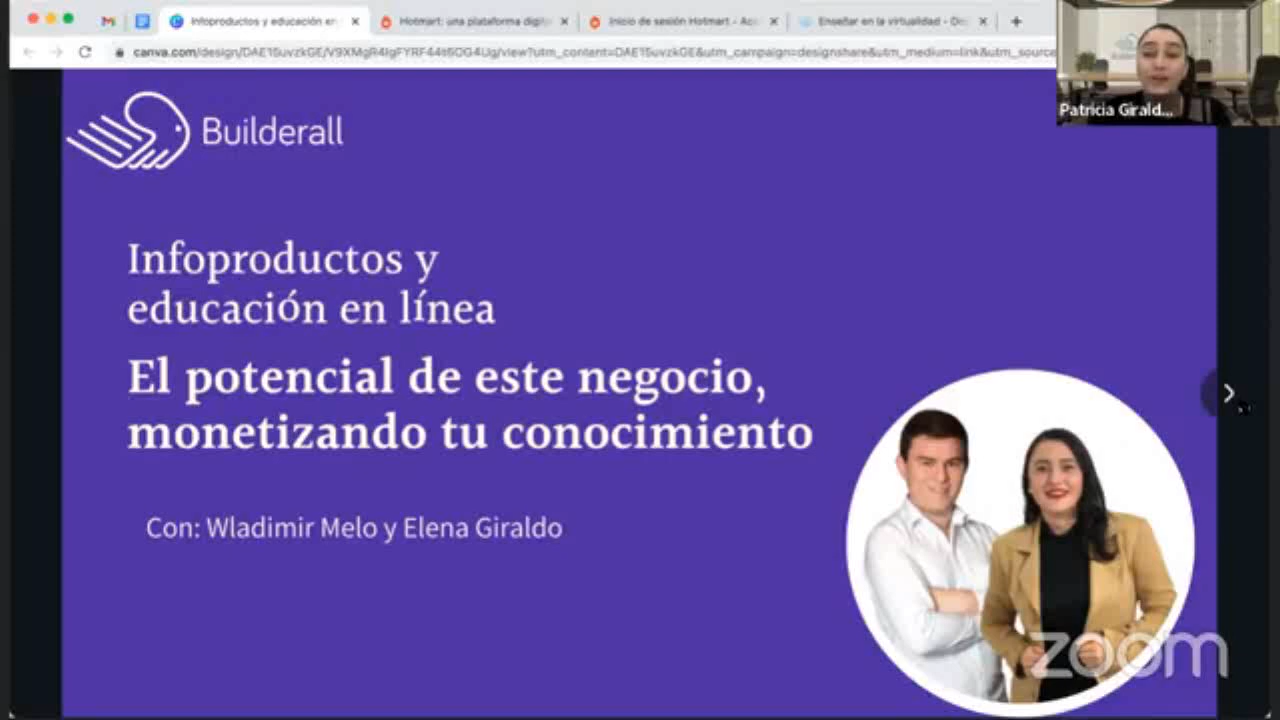 Infoproductos y educación en
Hotmart: una plataforma digit
Inicio de sesión Hotmart - Ac
Enseñar en la virtualidad - D
Patricia Girald...
Builderall
Infoproductos y
educación en línea
El potencial de este negocio,
monetizando tu conocimiento
Con: Wladimir Melo y Elena Giraldo
zoom